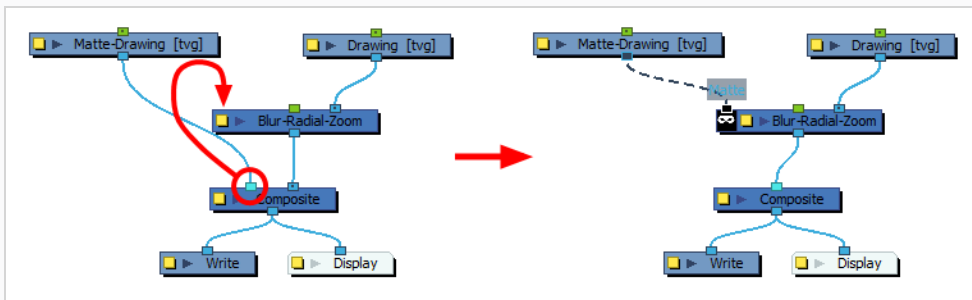 Matte-Drawing [tvg]
Drawing [tvg]
Blur-Radial-Zoom
Composite
Write
Display
Matte-Drawing [tvg]
Drawing [tvg]
Matte
Blur-Radial-Zoom
Composite
Write
Display